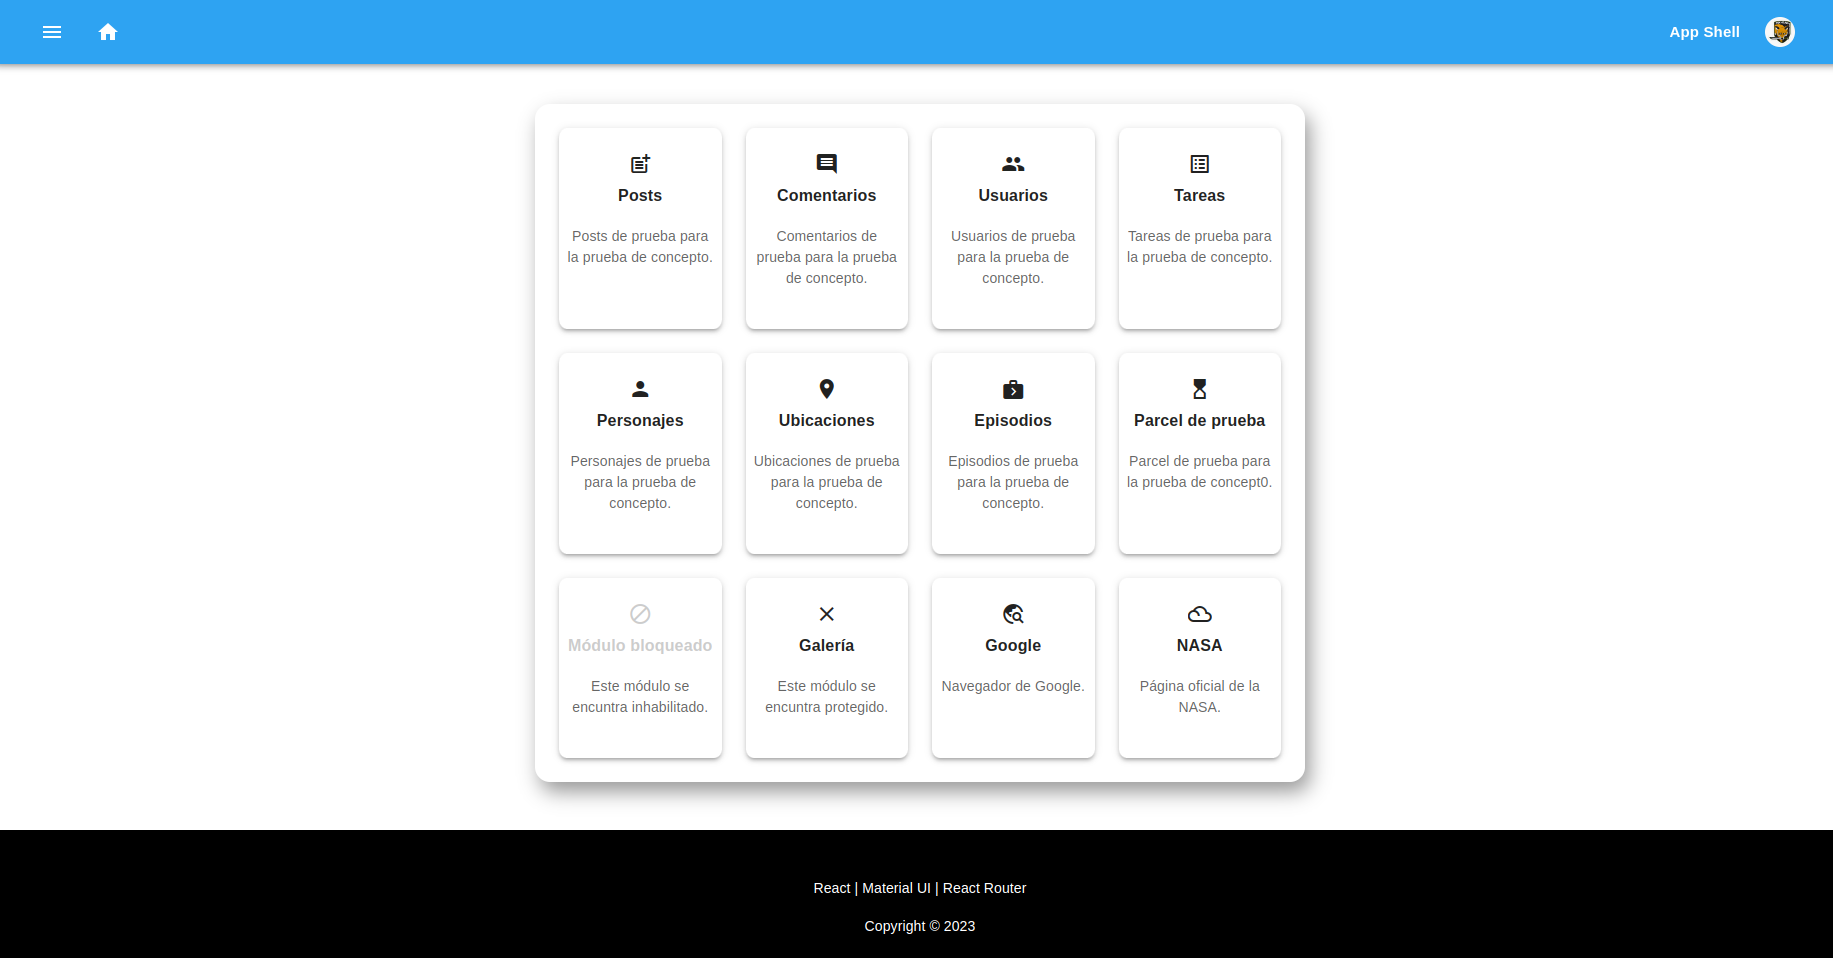 App Shell
Posts
Posts de prueba para
la prueba de concepto.
Comentarios
Comentarios de
prueba para la prueba
de concepto.
Usuarios
Usuarios de prueba
para la prueba de
concepto.
Tareas
Tareas de prueba para
la prueba de concepto.
Personajes
Personajes de prueba
para la prueba de
concepto.
Ubicaciones
Ubicaciones de prueba
para la prueba de
concepto.
Episodios
Episodios de prueba
para la prueba de
concepto.
Parcel de prueba
Parcel de prueba para
la prueba de concept0.
Módulo bloqueado
Este módulo se
encuntra inhabilitado.
Galería
Este módulo se
encuntra protegido.
Google
Navegador de Google.
NASA
Página oficial de la
NASA.
React | Material UI | React Router
Copyright © 2023